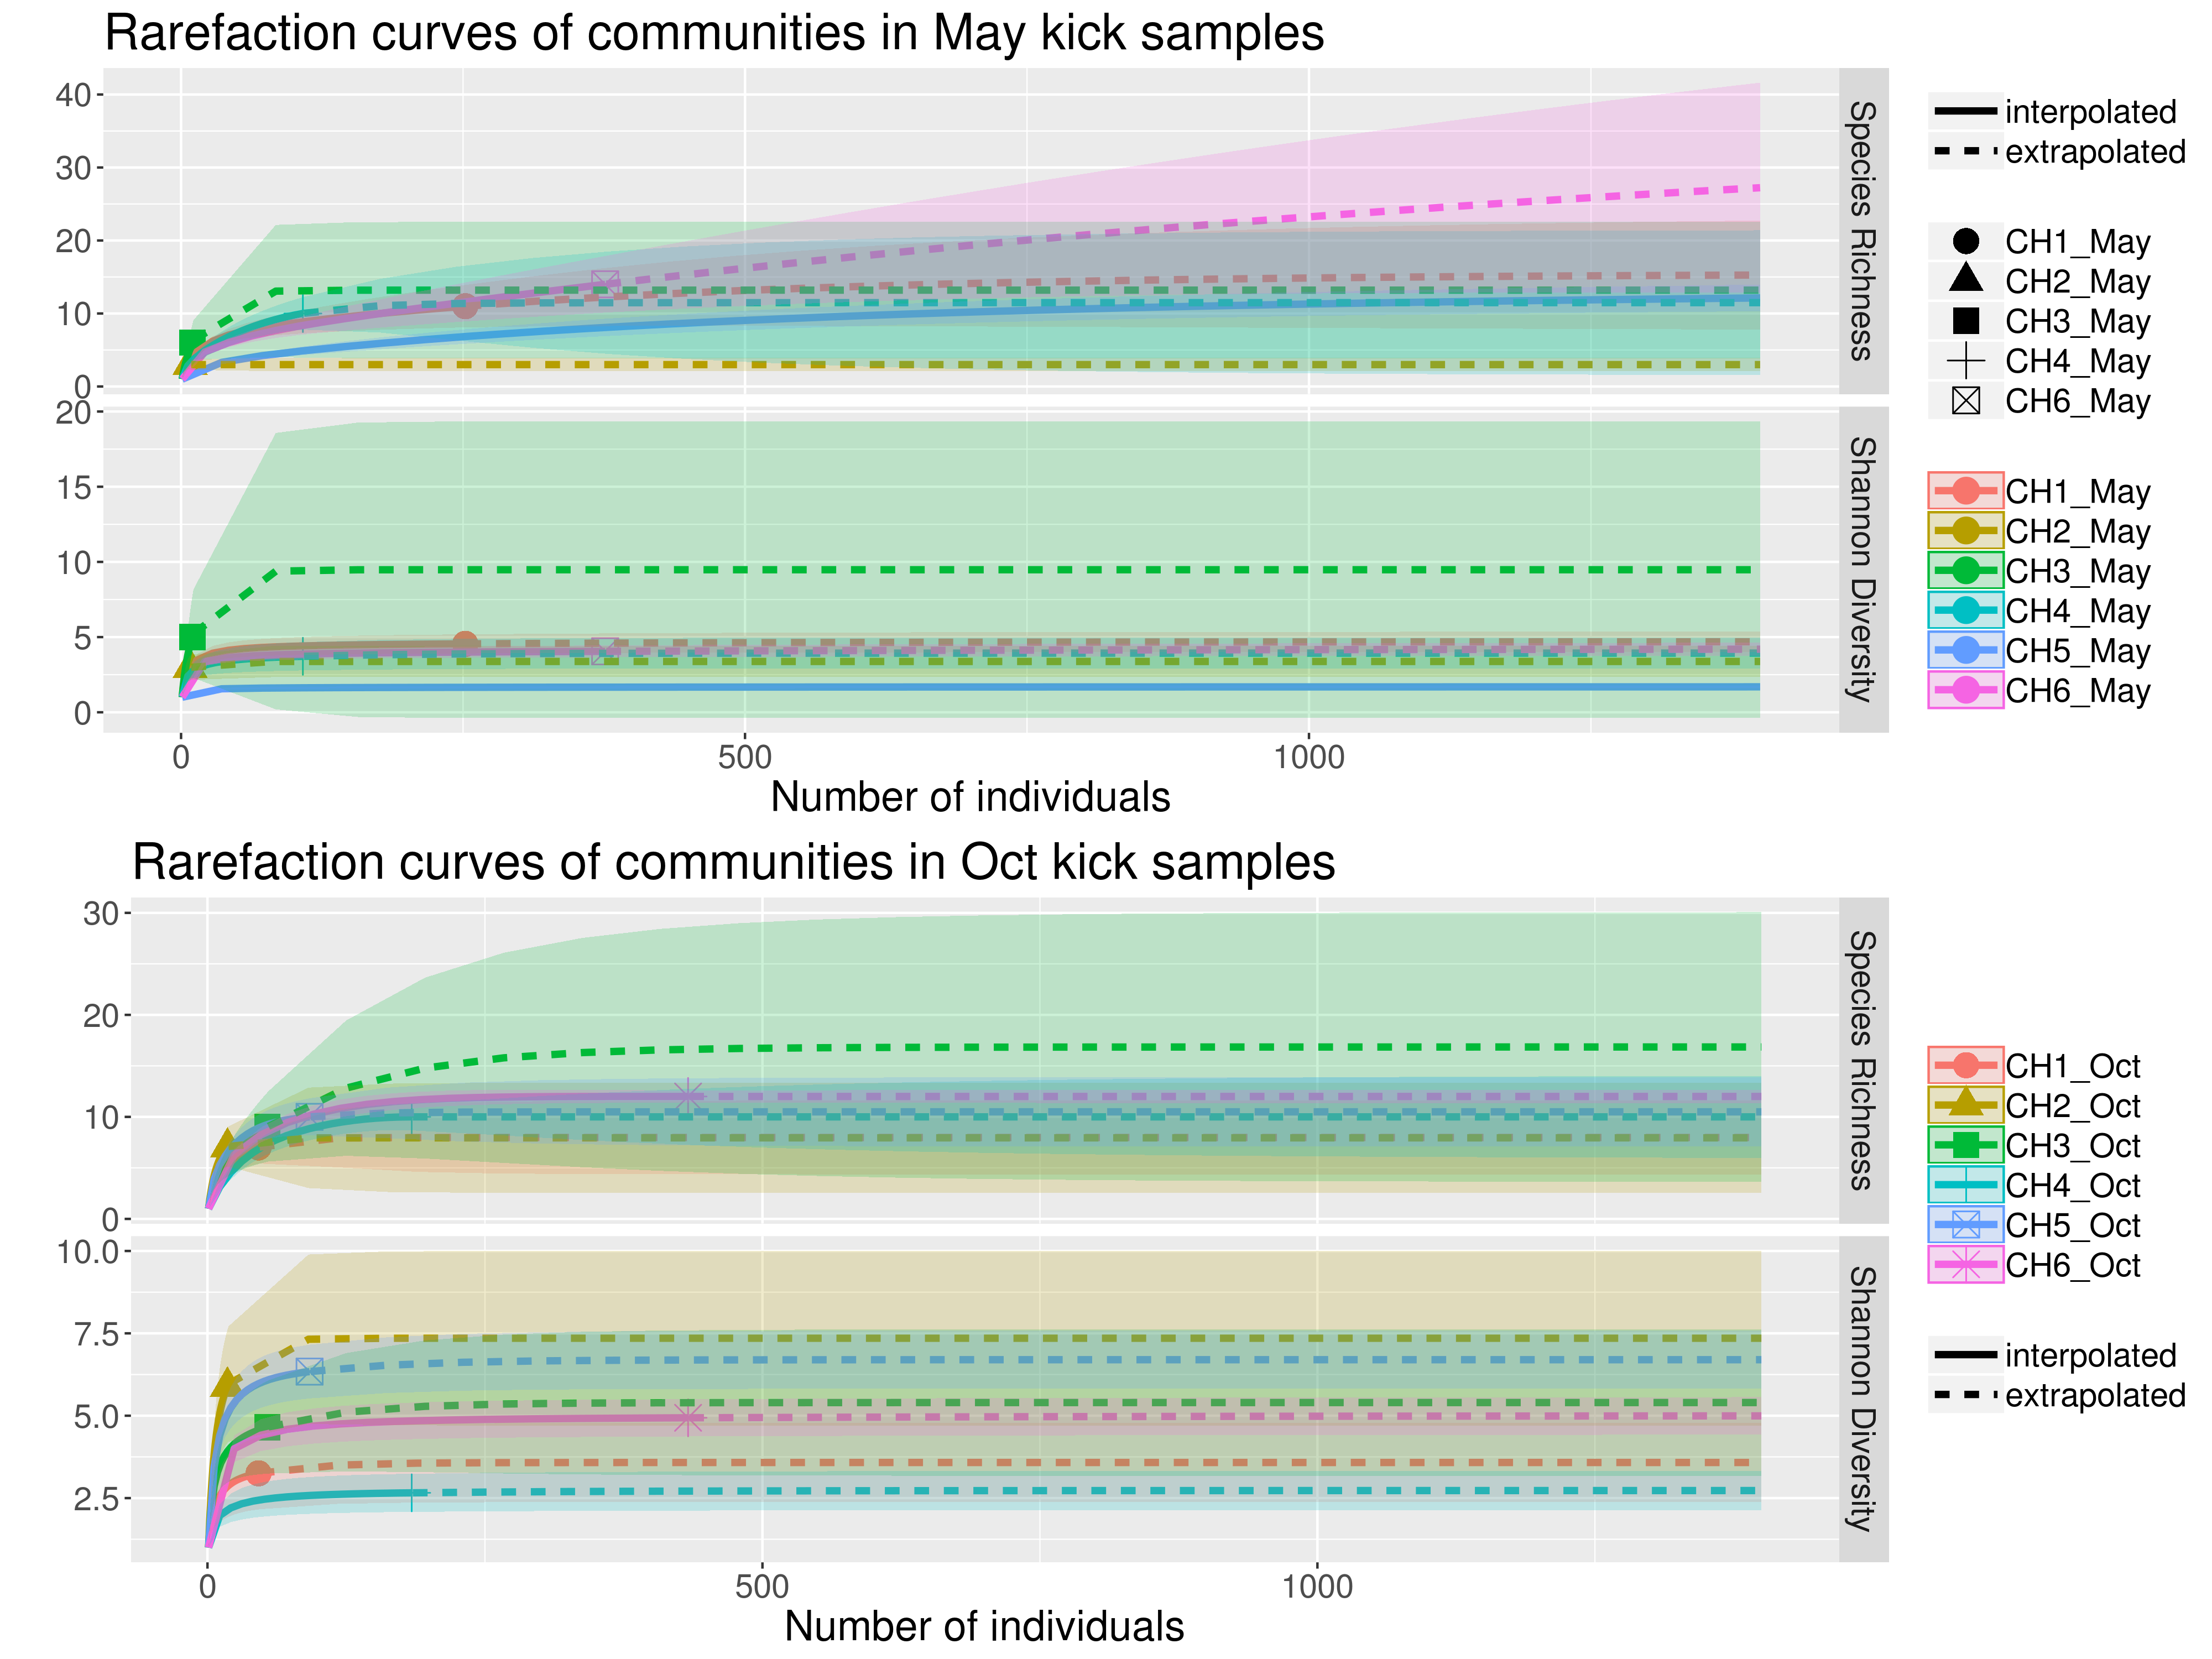 Rarefaction curves of communities in May kick samples
40
30
20
10
0
Species Richness
20
15
10
5
0
Shannon Diversity
0 500 1000
Number of individuals
interpolated
extrapolated
CH1_May
CH2_May
CH3_May
CH4_May
CH6_May
CH1_May
CH2_May
CH3_May
CH4_May
CH5_May
CH6_May
Rarefaction curves of communities in Oct kick samples
30
20
10
0
Species Richness
10.0
7.5
5.0
2.5
Shannon Diversity
0 500 1000
Number of individuals
CH1_Oct
CH2_Oct
CH3_Oct
CH4_Oct
CH5_Oct
CH6_Oct
interpolated
extrapolated